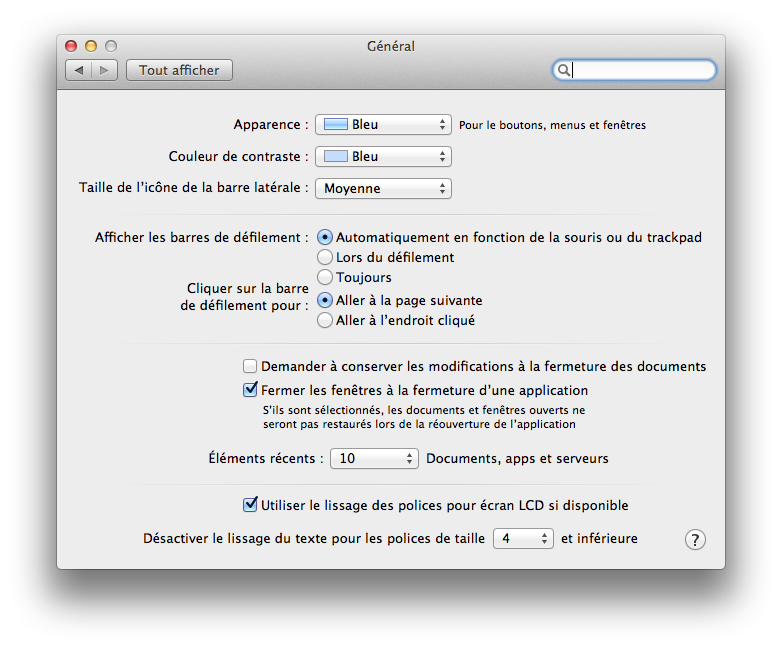 Général
Tout afficher
Apparence : Bleu Pour le boutons, menus et fenêtres
Couleur de contraste : Bleu
Taille de l’icône de la barre latérale : Moyenne
Afficher les barres de défilement : Automatiquement en fonction de la souris ou du trackpad
Lors du défilement
Toujours
Cliquer sur la barre
de défilement pour :
Aller à la page suivante
Aller à l’endroit cliqué
Demander à conserver les modifications à la fermeture des documents
Fermer les fenêtres à la fermeture d’une application
S’ils sont sélectionnés, les documents et fenêtres ouverts ne
seront pas restaurés lors de la réouverture de l’application
Éléments récents : 10 Documents, apps et serveurs
Utiliser le lissage des polices pour écran LCD si disponible
Désactiver le lissage du texte pour les polices de taille 4 et inférieure ?